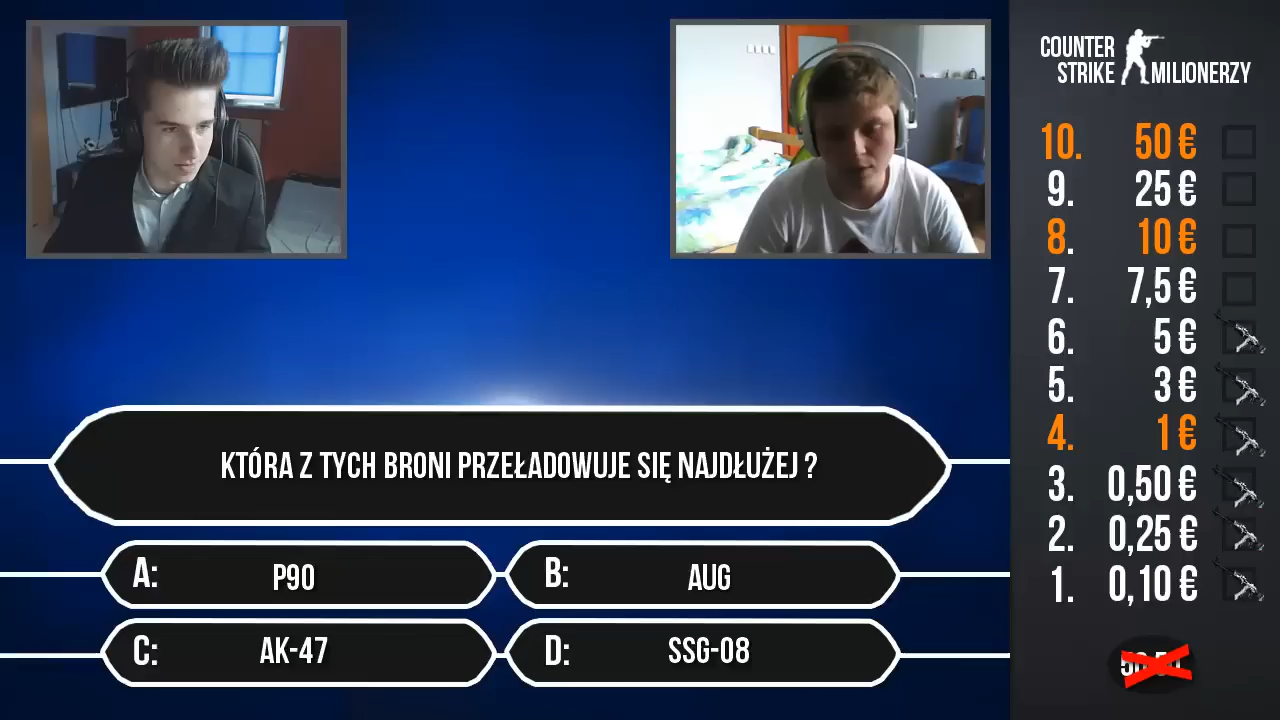 COUNTER
STRIKE MILIONERZY
10. 50 €
9. 25 €
8. 10 €
7. 7,5 €
6. 5 €
5. 3 €
4. 1 €
3. 0,50 €
2. 0,25 €
1. 0,10 €
KTÓRA Z TYCH BRONI PRZEŁADOWUJE SIĘ NAJDŁUŻEJ ?
A: P90
B: AUG
C: AK-47
D: SSG-08